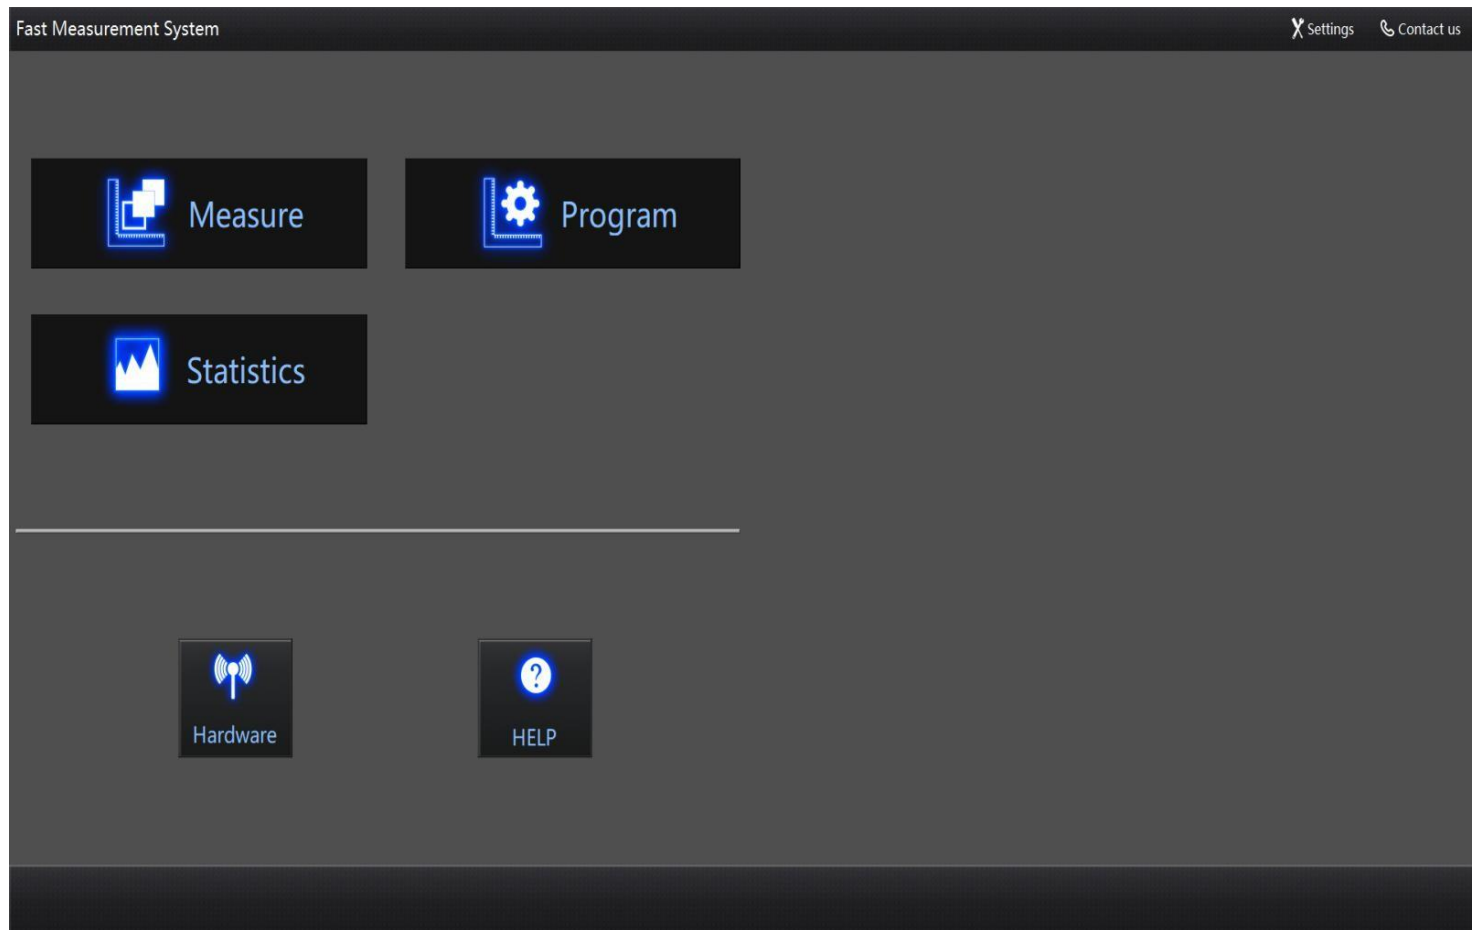 Fast Measurement System
Settings
Contact us
Measure
Program
Statistics
Hardware
HELP